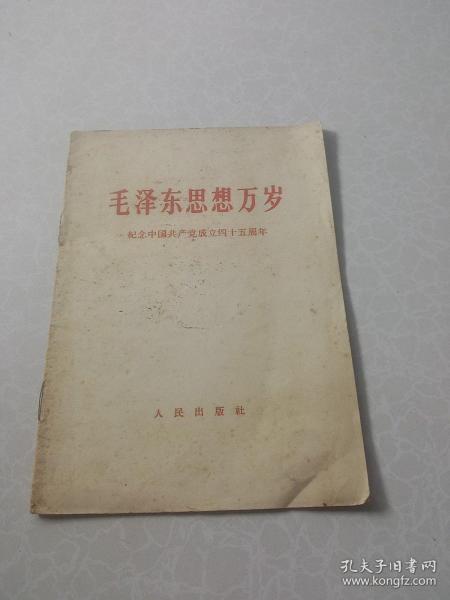 毛泽东思想万岁
纪念中国共产党成立四十五周年
人民出版社
孔夫子旧书网
www.kongfz.com